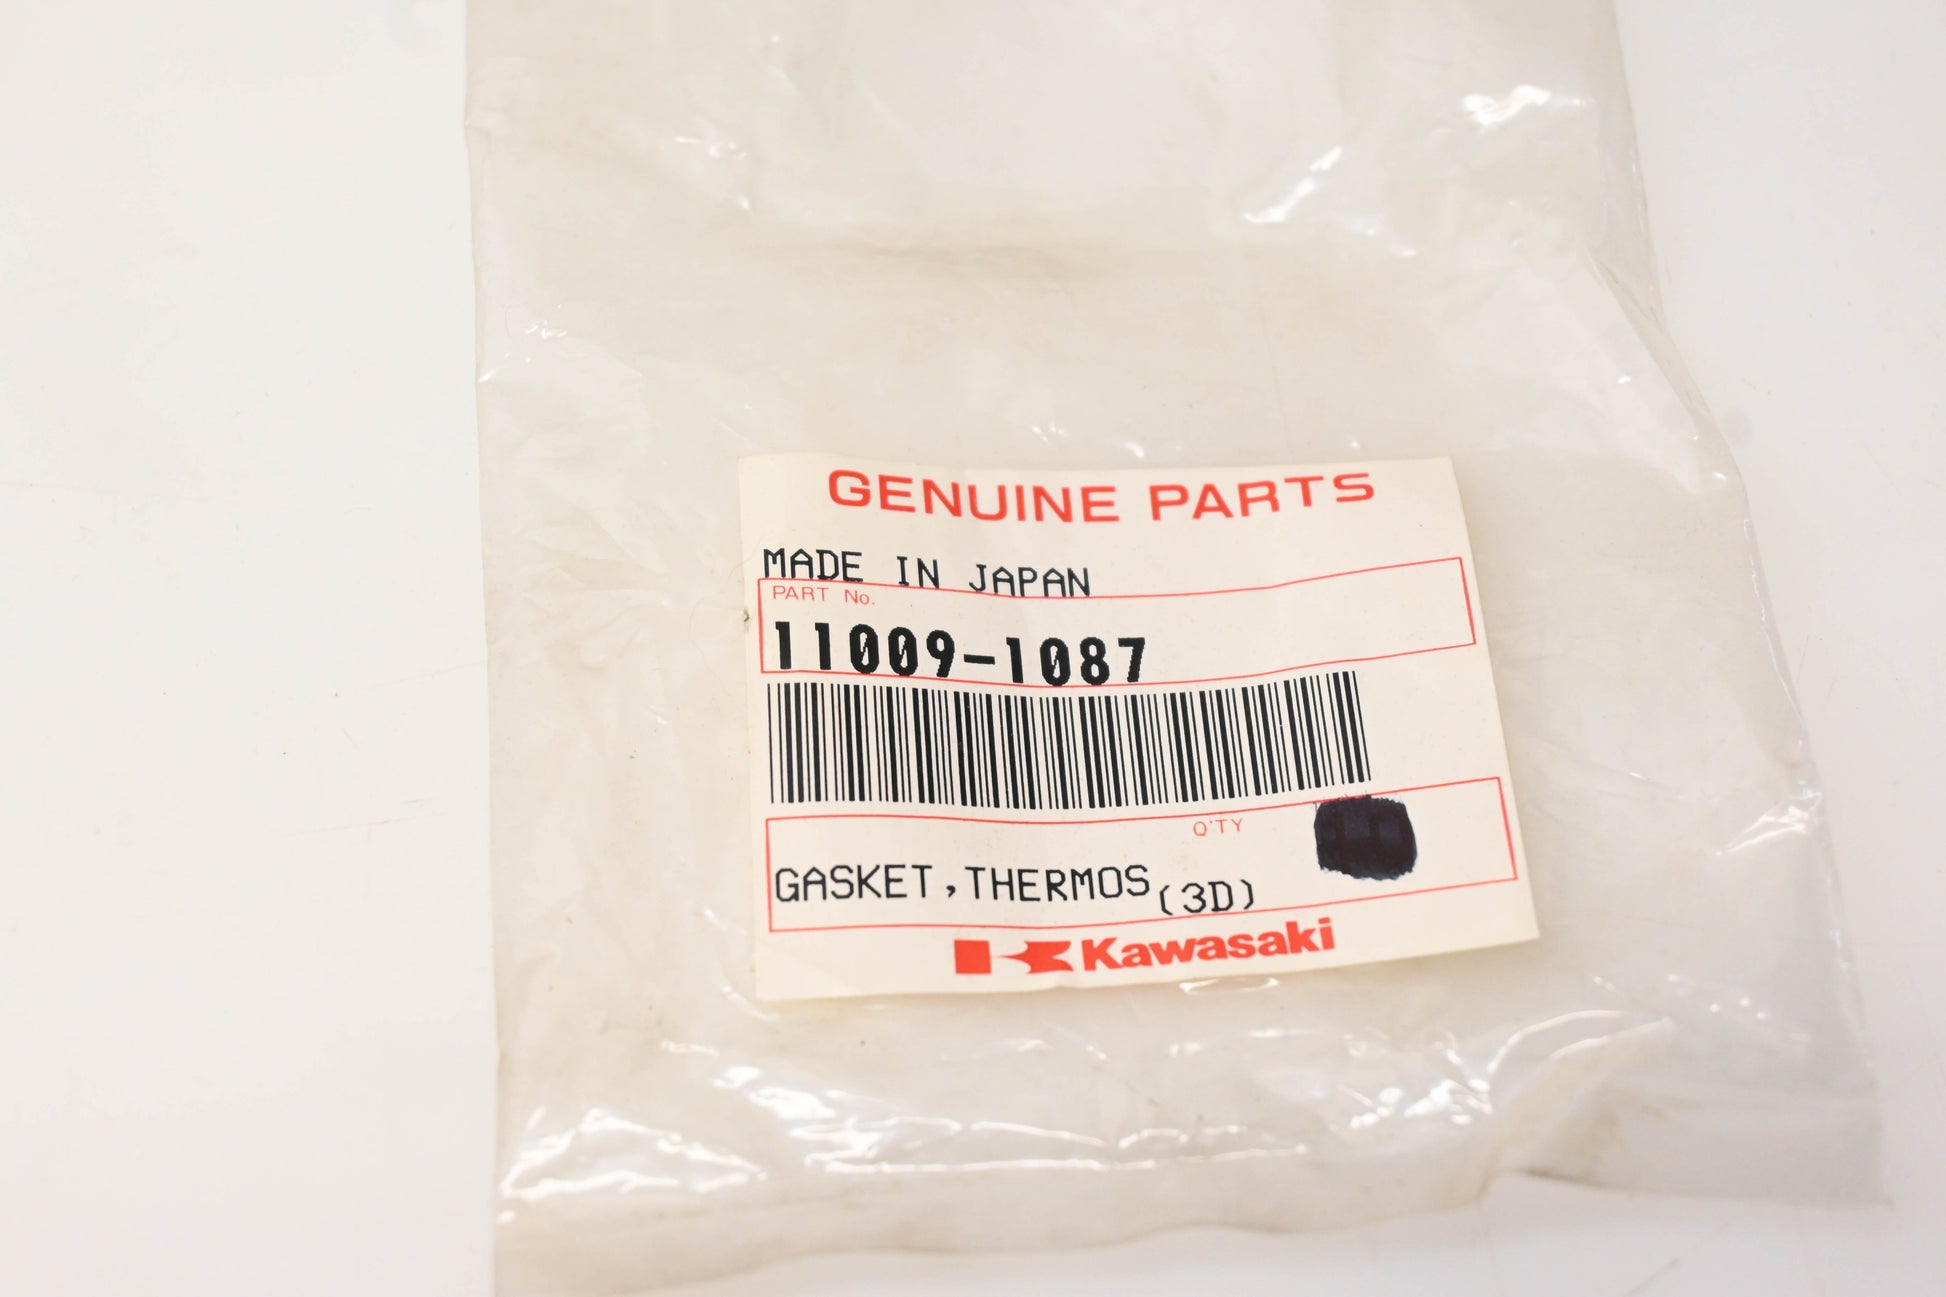 GENUINE PARTS
MADE IN JAPAN
PART No.
11009-1087
Q'TY
GASKET,THERMOS(3D)
Kawasaki